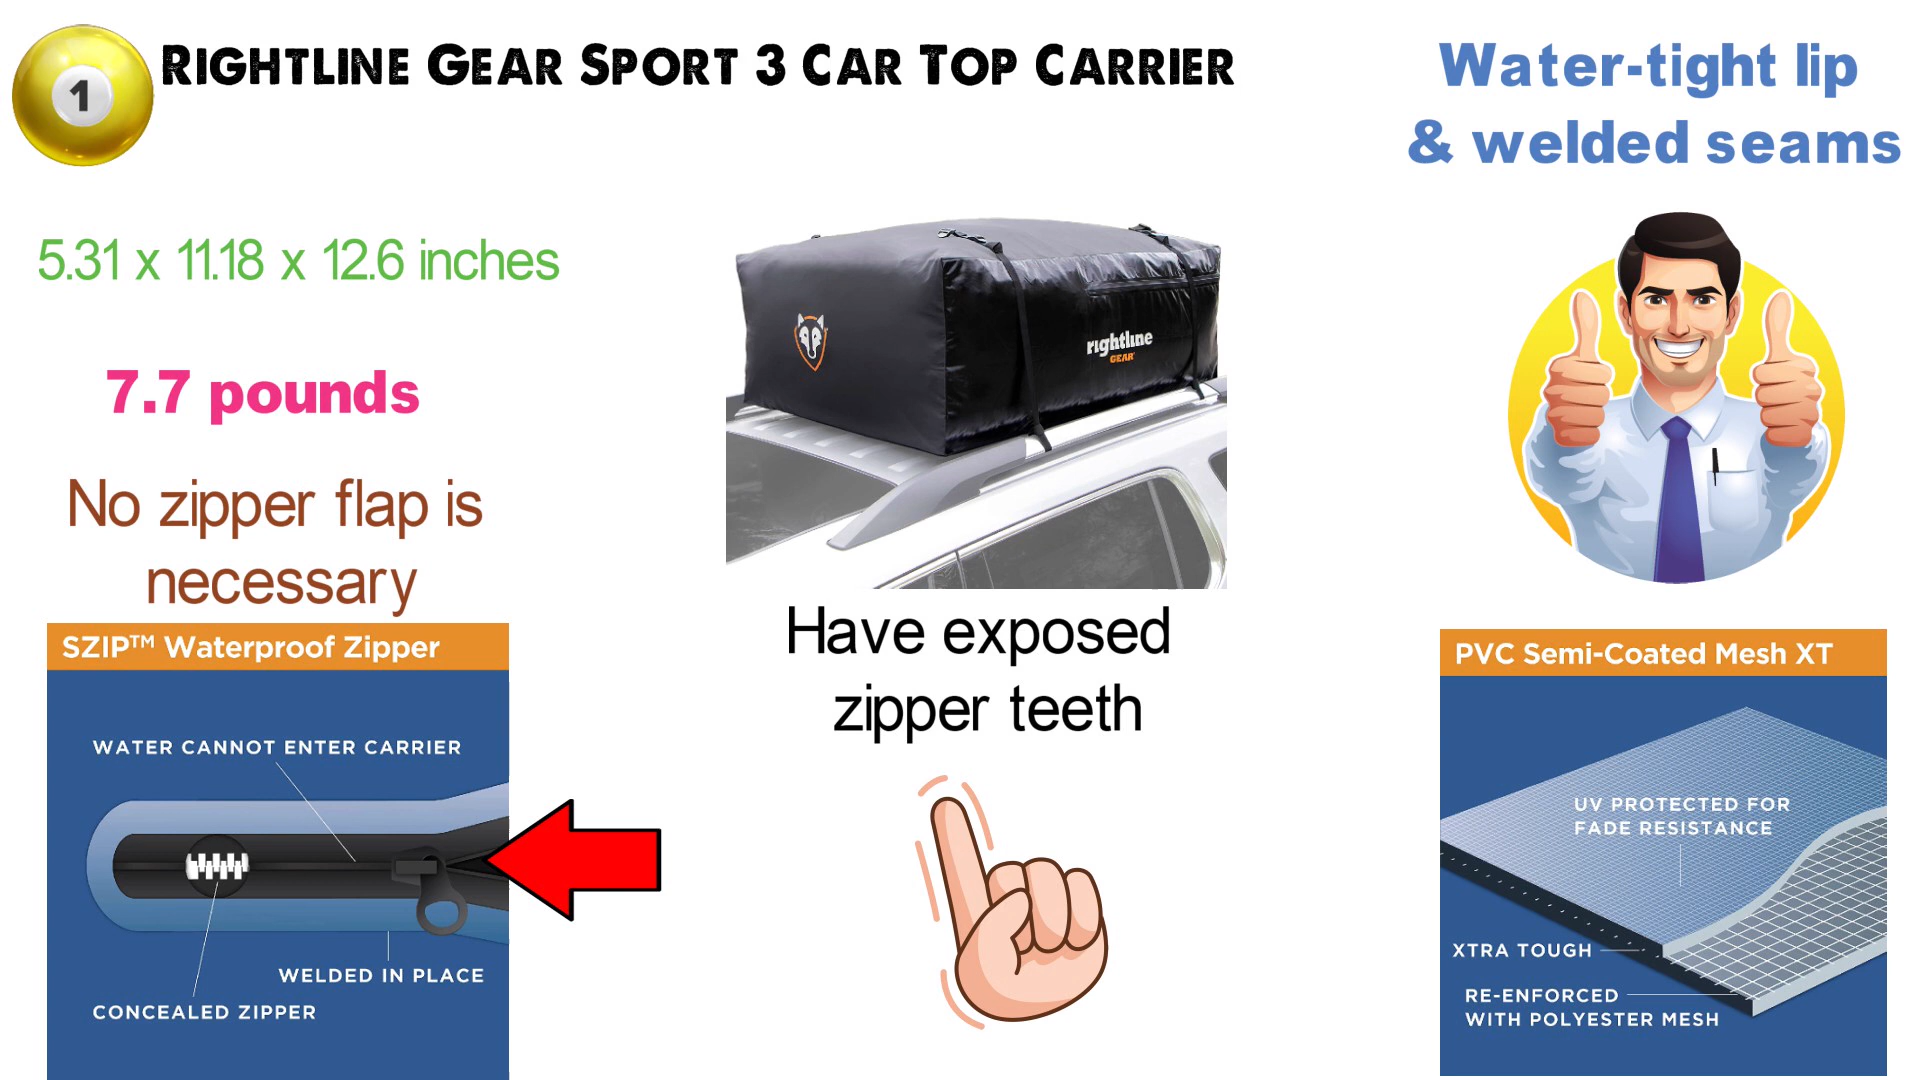 1
Rightline Gear Sport 3 Car Top Carrier
Water-tight lip
& welded seams
5.31 x 11.18 x 12.6 inches
7.7 pounds
No zipper flap is
necessary
rightline
GEAR
Have exposed
zipper teeth
SZIP™ Waterproof Zipper
WATER CANNOT ENTER CARRIER
WELDED IN PLACE
CONCEALED ZIPPER
PVC Semi-Coated Mesh XT
UV PROTECTED FOR
FADE RESISTANCE
XTRA TOUGH
RE-ENFORCED
WITH POLYESTER MESH